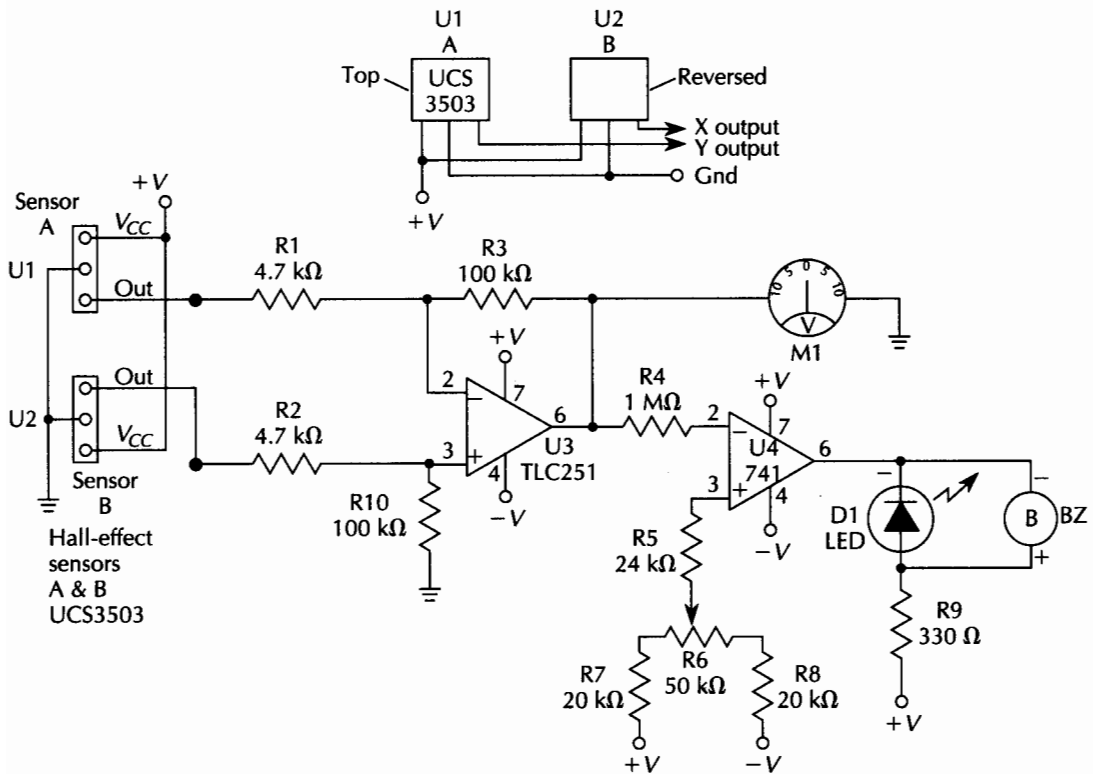 U1
A
U2
B
Top
UCS
3503
Reversed
X output
Y output
Gnd
+V
+V
Sensor
A
VCC
U1
Out
R1
4.7 kΩ
R3
100 kΩ
10 5 0 5 10
V
M1
Out
U2
VCC
Sensor
B
R2
4.7 kΩ
+V
2
7
−
3
+
4
6
U3
TLC251
−V
R10
100 kΩ
R4
1 MΩ
+V
2
7
−
U4
741
3
+
4
6
−V
Hall-effect
sensors
A & B
UCS3503
R5
24 kΩ
−
D1
LED
−
B
BZ
+
R9
330 Ω
+V
R7
20 kΩ
R6
50 kΩ
R8
20 kΩ
+V
−V